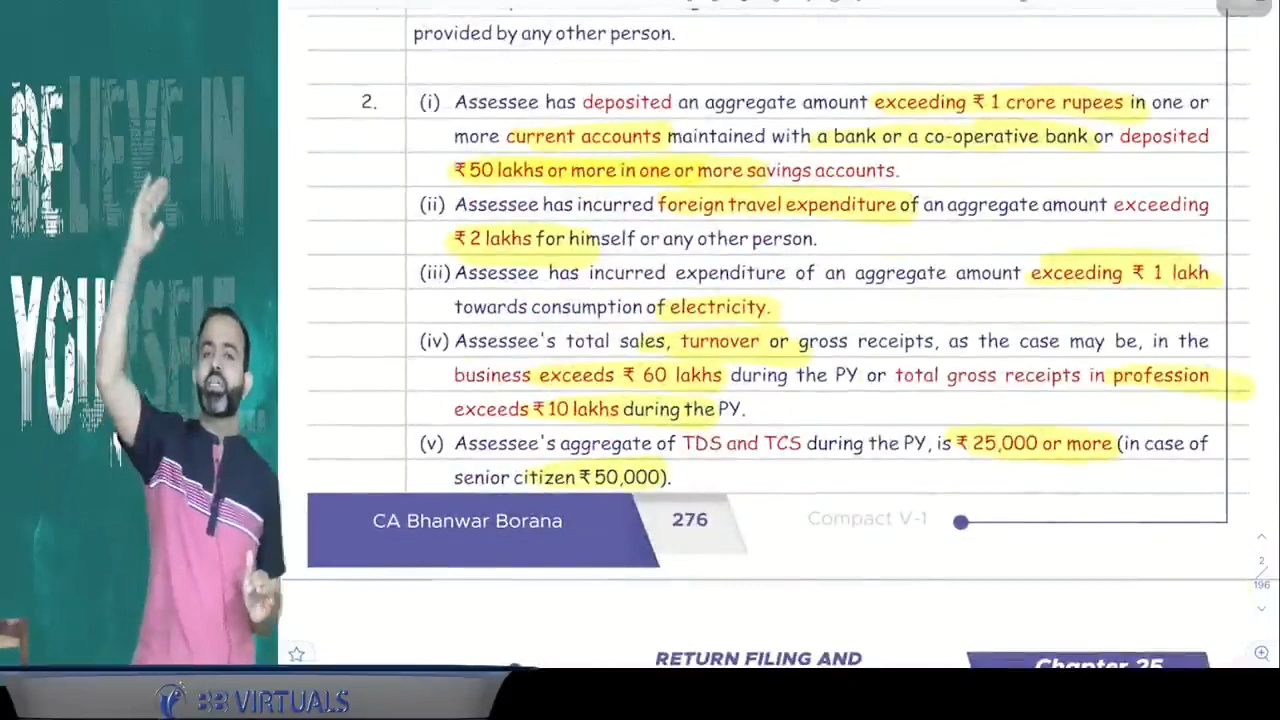 BELIEVE IN
YOURSELF
provided by any other person.
2. (i) Assessee has deposited an aggregate amount exceeding ₹ 1 crore rupees in one or
more current accounts maintained with a bank or a co-operative bank or deposited
₹ 50 lakhs or more in one or more savings accounts.
(ii) Assessee has incurred foreign travel expenditure of an aggregate amount exceeding
₹ 2 lakhs for himself or any other person.
(iii) Assessee has incurred expenditure of an aggregate amount exceeding ₹ 1 lakh
towards consumption of electricity.
(iv) Assessee's total sales, turnover or gross receipts, as the case may be, in the
business exceeds ₹ 60 lakhs during the PY or total gross receipts in profession
exceeds ₹ 10 lakhs during the PY.
(v) Assessee's aggregate of TDS and TCS during the PY, is ₹ 25,000 or more (in case of
senior citizen ₹ 50,000).
CA Bhanwar Borana 276 Compact V-1
2
196
RETURN FILING AND Chapter 25
BB VIRTUALS